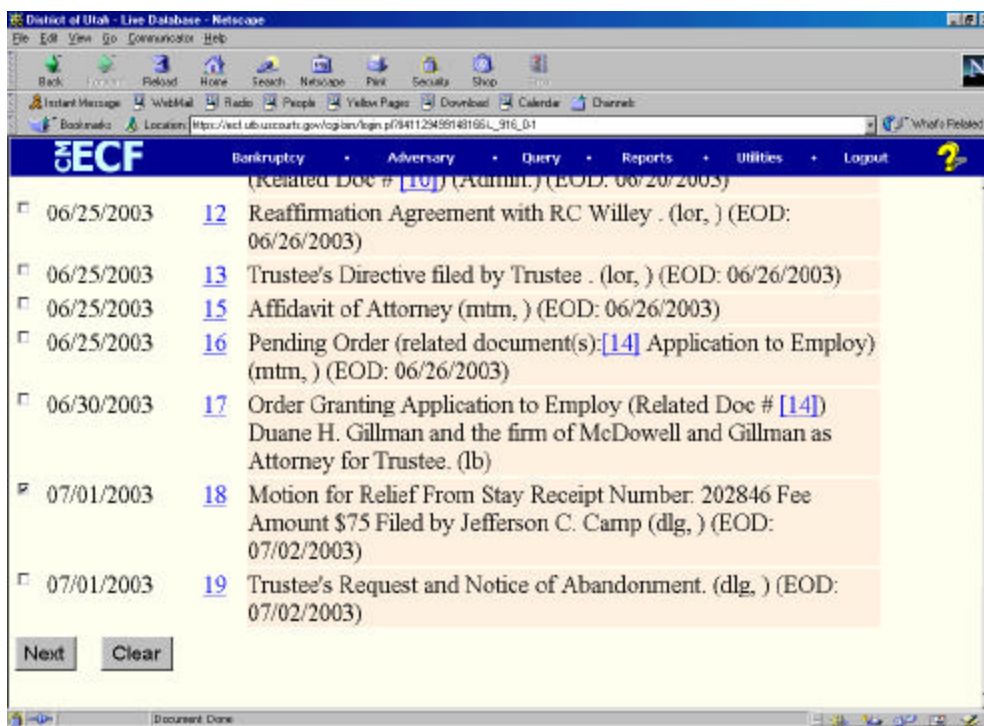 District of Utah - Live Database - Netscape
File Edit View Go Communicator Help
Back Forward Reload Home Search Netscape Print Security Shop Stop
Instant Message WebMail Radio People Yellow Pages Download Calendar Channels
Bookmarks Location: What's Related
CM ECF Bankruptcy • Adversary • Query • Reports • Utilities • Logout ?
(Related Doc # [10]) (Admin.) (EOD: 06/20/2003)
06/25/2003 12 Reaffirmation Agreement with RC Willey . (lor, ) (EOD:
06/26/2003)
06/25/2003 13 Trustee's Directive filed by Trustee . (lor, ) (EOD: 06/26/2003)
06/25/2003 15 Affidavit of Attorney (mtm, ) (EOD: 06/26/2003)
06/25/2003 16 Pending Order (related document(s):[14] Application to Employ)
(mtm, ) (EOD: 06/26/2003)
06/30/2003 17 Order Granting Application to Employ (Related Doc # [14])
Duane H. Gillman and the firm of McDowell and Gillman as
Attorney for Trustee. (lb)
07/01/2003 18 Motion for Relief From Stay Receipt Number: 202846 Fee
Amount $75 Filed by Jefferson C. Camp (dlg, ) (EOD:
07/02/2003)
07/01/2003 19 Trustee's Request and Notice of Abandonment. (dlg, ) (EOD:
07/02/2003)
Next Clear
Document: Done